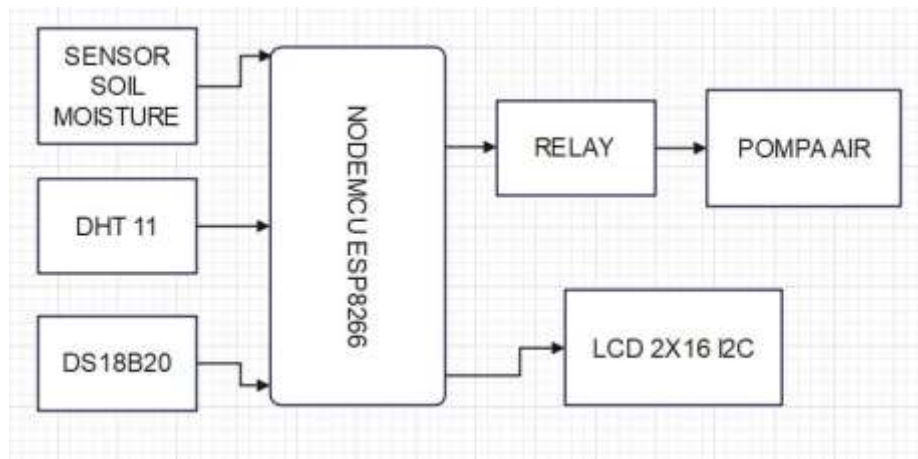 SENSOR
SOIL
MOISTURE
DHT 11
DS18B20
NODEMCU ESP8266
RELAY
POMPA AIR
LCD 2X16 I2C